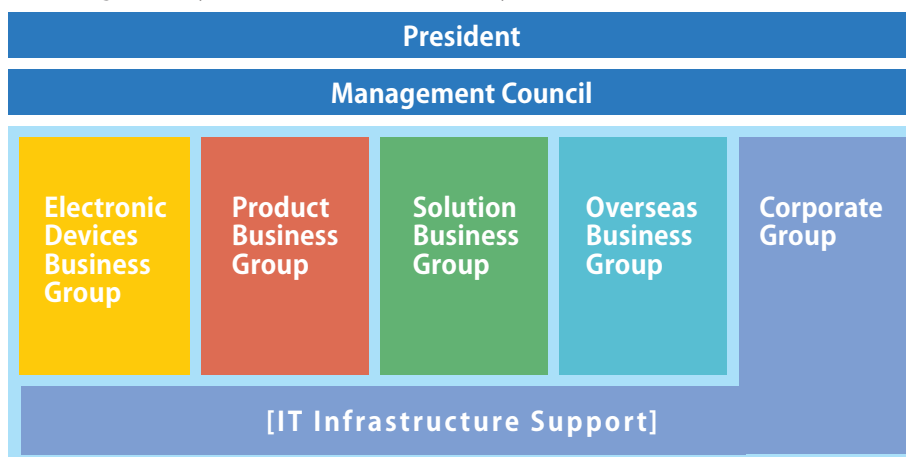 President
Management Council
Electronic
Devices
Business
Group
Product
Business
Group
Solution
Business
Group
Overseas
Business
Group
Corporate
Group
[IT Infrastructure Support]